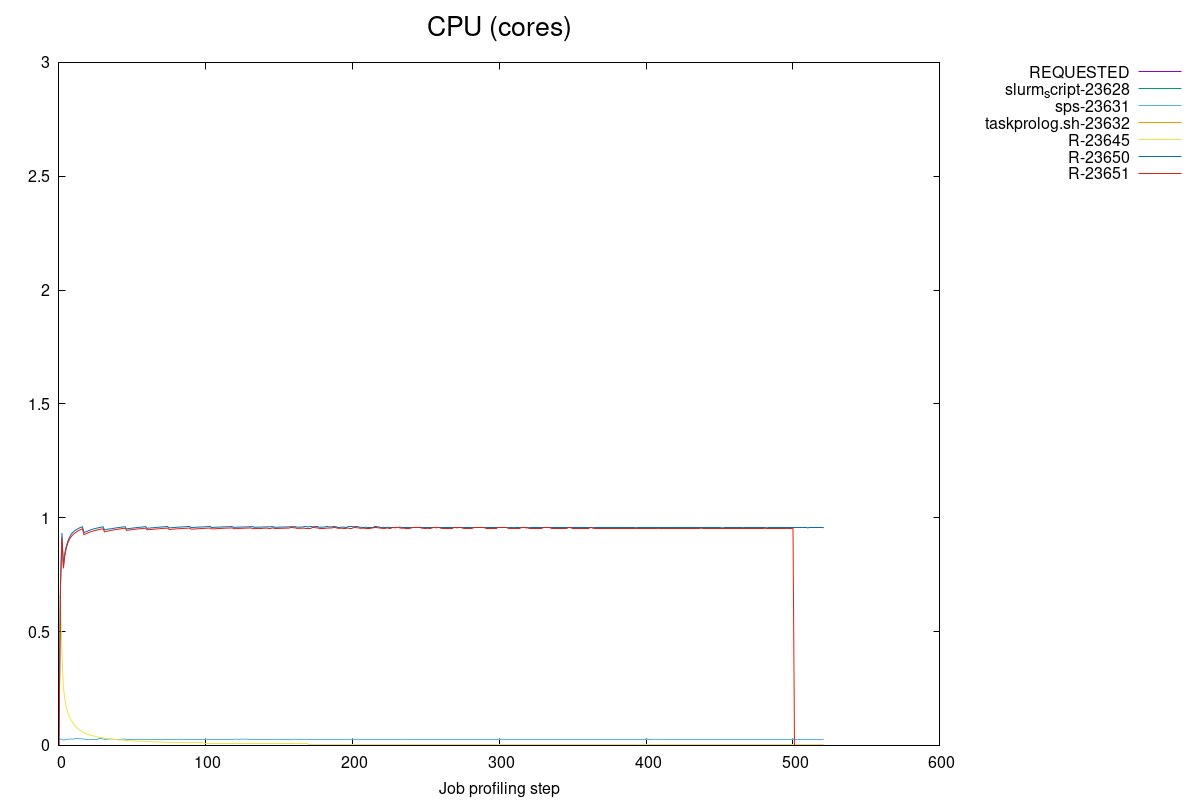 CPU (cores)
3
2.5
2
1.5
1
0.5
0
0 100 200 300 400 500 600
Job profiling step
REQUESTED
slurmscript-23628
sps-23631
taskprolog.sh-23632
R-23645
R-23650
R-23651